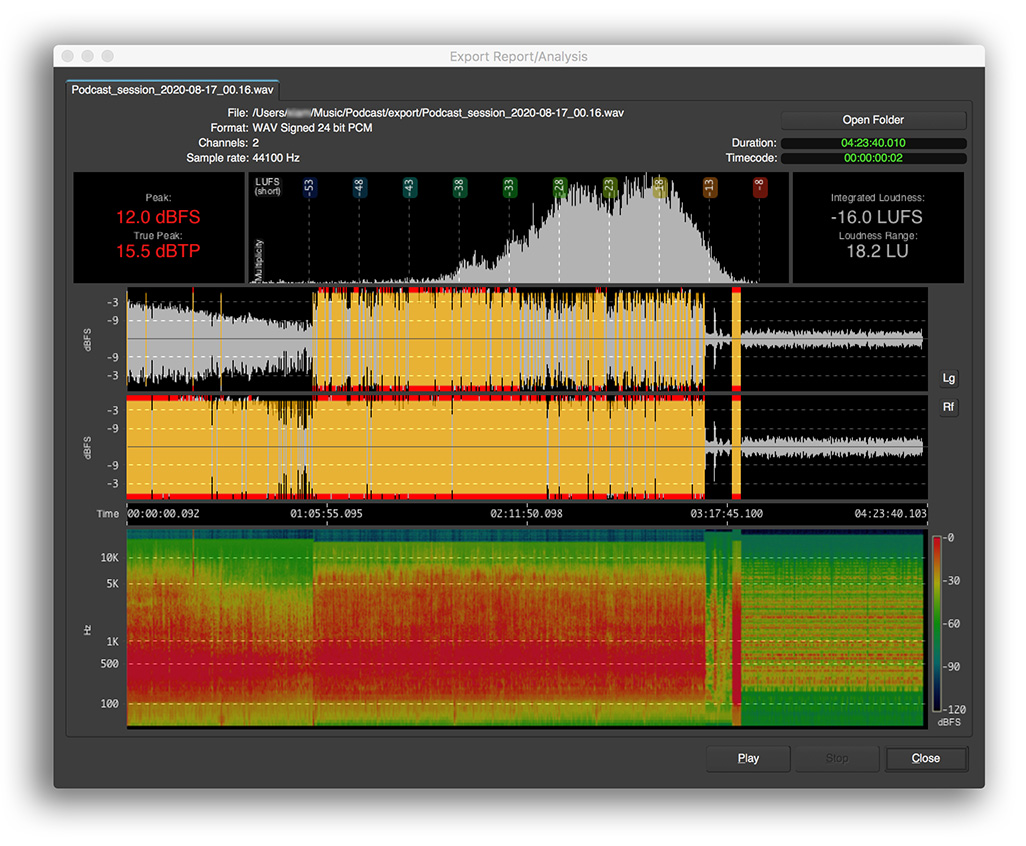 Export Report/Analysis
Podcast_session_2020-08-17_00.16.wav
File: /Users/ /Music/Podcast/export/Podcast_session_2020-08-17_00.16.wav
Format: WAV Signed 24 bit PCM
Channels: 2
Sample rate: 44100 Hz
Open Folder
Duration: 04:23:40.010
Timecode: 00:00:00:02
Peak:
12.0 dBFS
True Peak:
15.5 dBTP
LUFS
(short)
-53
-48
-43
-38
-33
-28
-23
-18
-13
-8
Multiplicity
Integrated Loudness:
-16.0 LUFS
Loudness Range:
18.2 LU
dBFS
-3
-9
-9
-3
Lg
Rf
dBFS
-3
-9
-9
-3
Time 00:00:00.092 01:05:55.095 02:11:50.098 03:17:45.100 04:23:40.103
Hz
10K
5K
1K
500
100
-0
-30
-60
-90
-120
dBFS
Play Stop Close